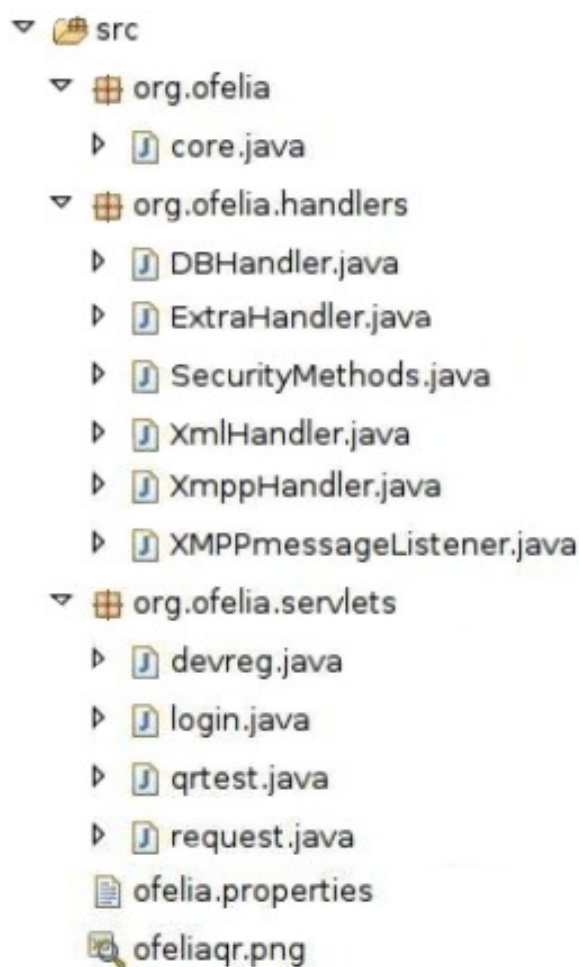 src
org.ofelia
core.java
org.ofelia.handlers
DBHandler.java
ExtraHandler.java
SecurityMethods.java
XmlHandler.java
XmppHandler.java
XMPPmessageListener.java
org.ofelia.servlets
devreg.java
login.java
qrtest.java
request.java
ofelia.properties
ofeliaqr.png